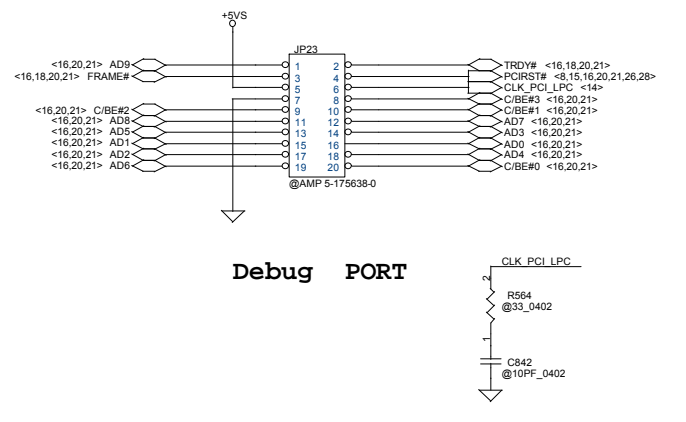 +5VS
JP23
<16,20,21> AD9 1 2 TRDY# <16,18,20,21>
<16,18,20,21> FRAME# 3 4 PCIRST# <8,15,16,20,21,26,28>
5 6 CLK_PCI_LPC <14>
7 8 C/BE#3 <16,20,21>
<16,20,21> C/BE#2 9 10 C/BE#1 <16,20,21>
<16,20,21> AD8 11 12 AD7 <16,20,21>
<16,20,21> AD5 13 14 AD3 <16,20,21>
<16,20,21> AD1 15 16 AD0 <16,20,21>
<16,20,21> AD2 17 18 AD4 <16,20,21>
<16,20,21> AD6 19 20 C/BE#0 <16,20,21>
@AMP 5-175638-0
Debug PORT
CLK_PCI_LPC
2
R564
@33_0402
1
C842
@10PF_0402